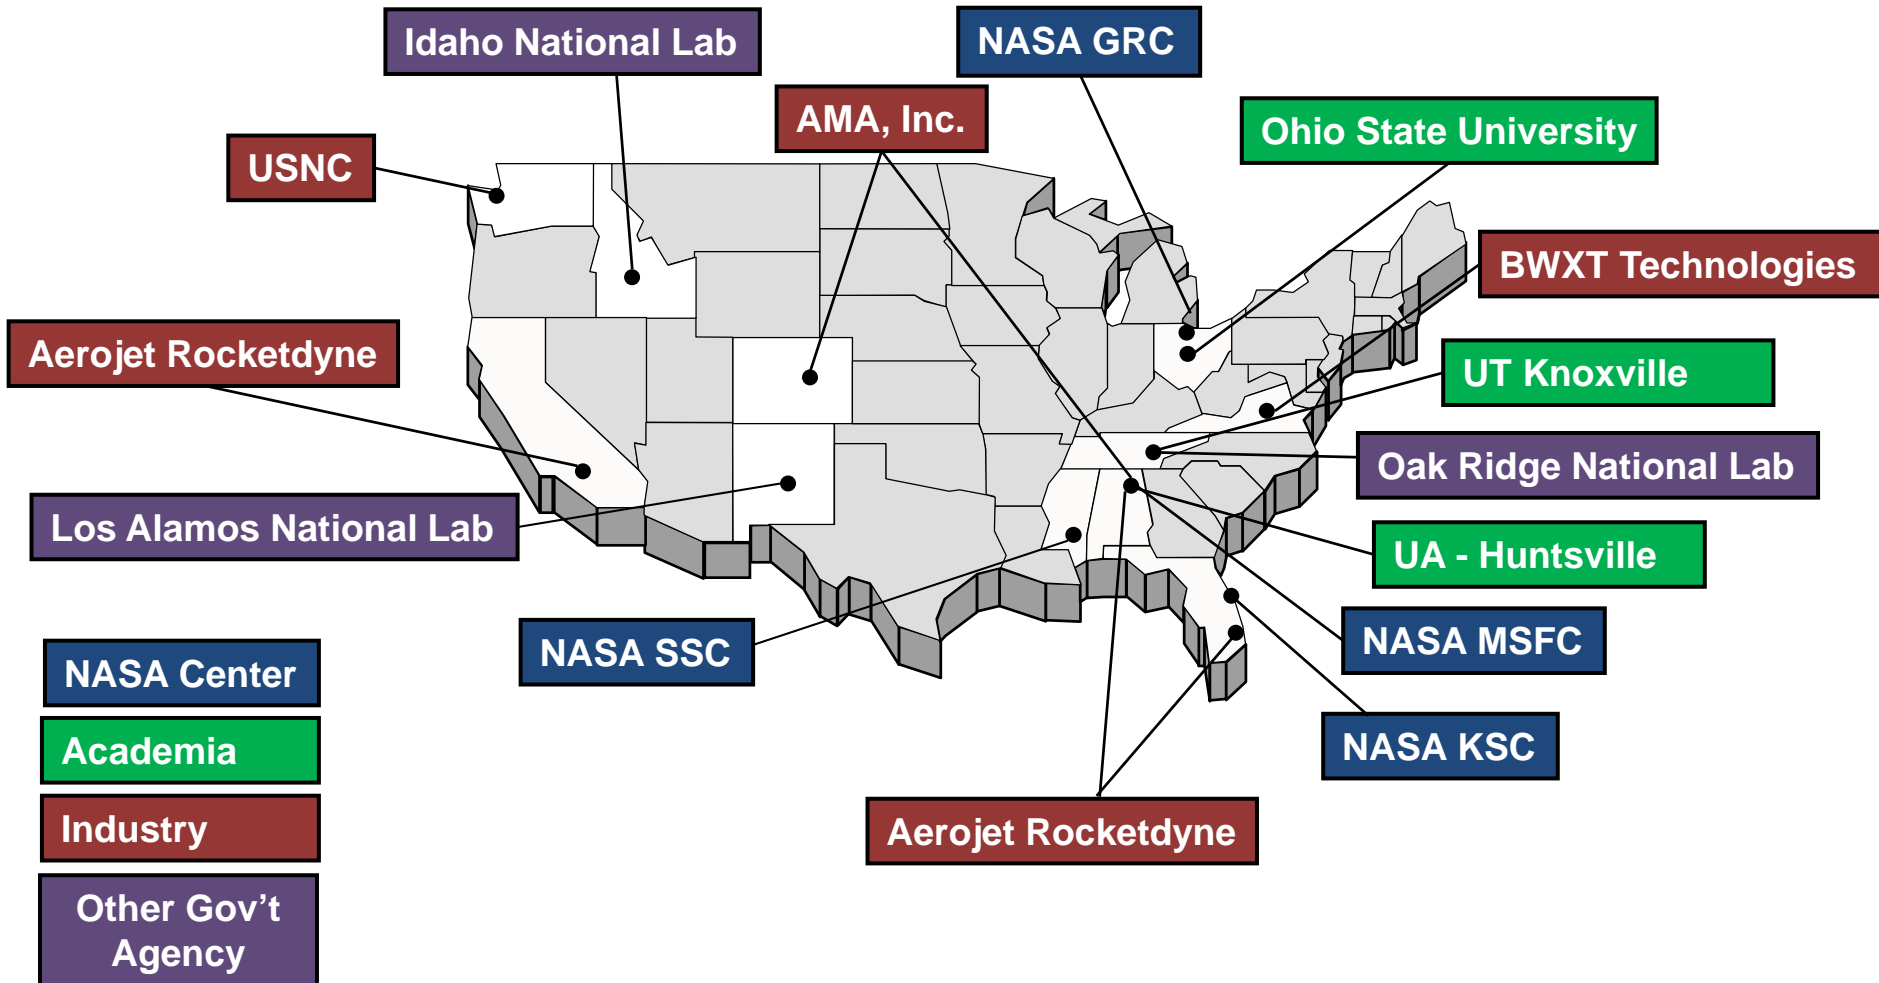 Idaho National Lab
NASA GRC
AMA, Inc.
Ohio State University
USNC
BWXT Technologies
Aerojet Rocketdyne
UT Knoxville
Oak Ridge National Lab
Los Alamos National Lab
UA - Huntsville
NASA SSC
NASA MSFC
NASA KSC
Aerojet Rocketdyne
NASA Center
Academia
Industry
Other Gov’t
Agency